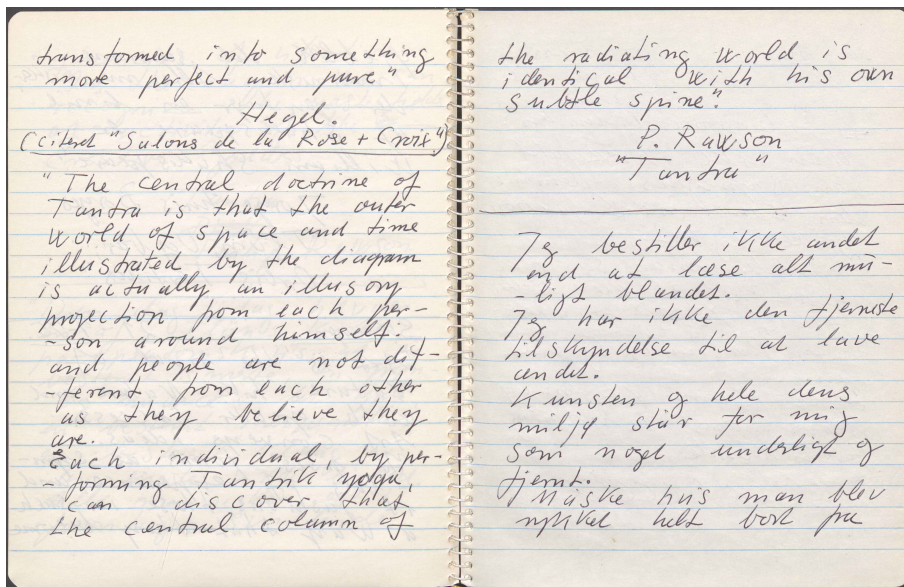 transformed into something
more perfect and pure"
Hegel.
(citeret "Salons de la Rose + Croix".)
"The central doctrine of
Tantra is that the outer
world of space and time
illustrated by the diagram
is actually an illusory
projection from each per-
-son around himself:
and people are not dif-
-ferent from each other
as they believe they
are.
Each individual, by per-
-forming Tantrik yoga,
can discover that
the central column of
the radiating world is
identical with his own
subtle spine".
P. Rawson
"Tantra"
Jeg bestiller ikke andet
end at læse alt mu-
-ligt blandet.
Jeg har ikke den fjerneste
tilskyndelse til at lave
andet.
Kunsten og hele dens
miljø står for mig
som noget underligt og
fjernt.
Måske hvis man blev
rykket helt bort fra